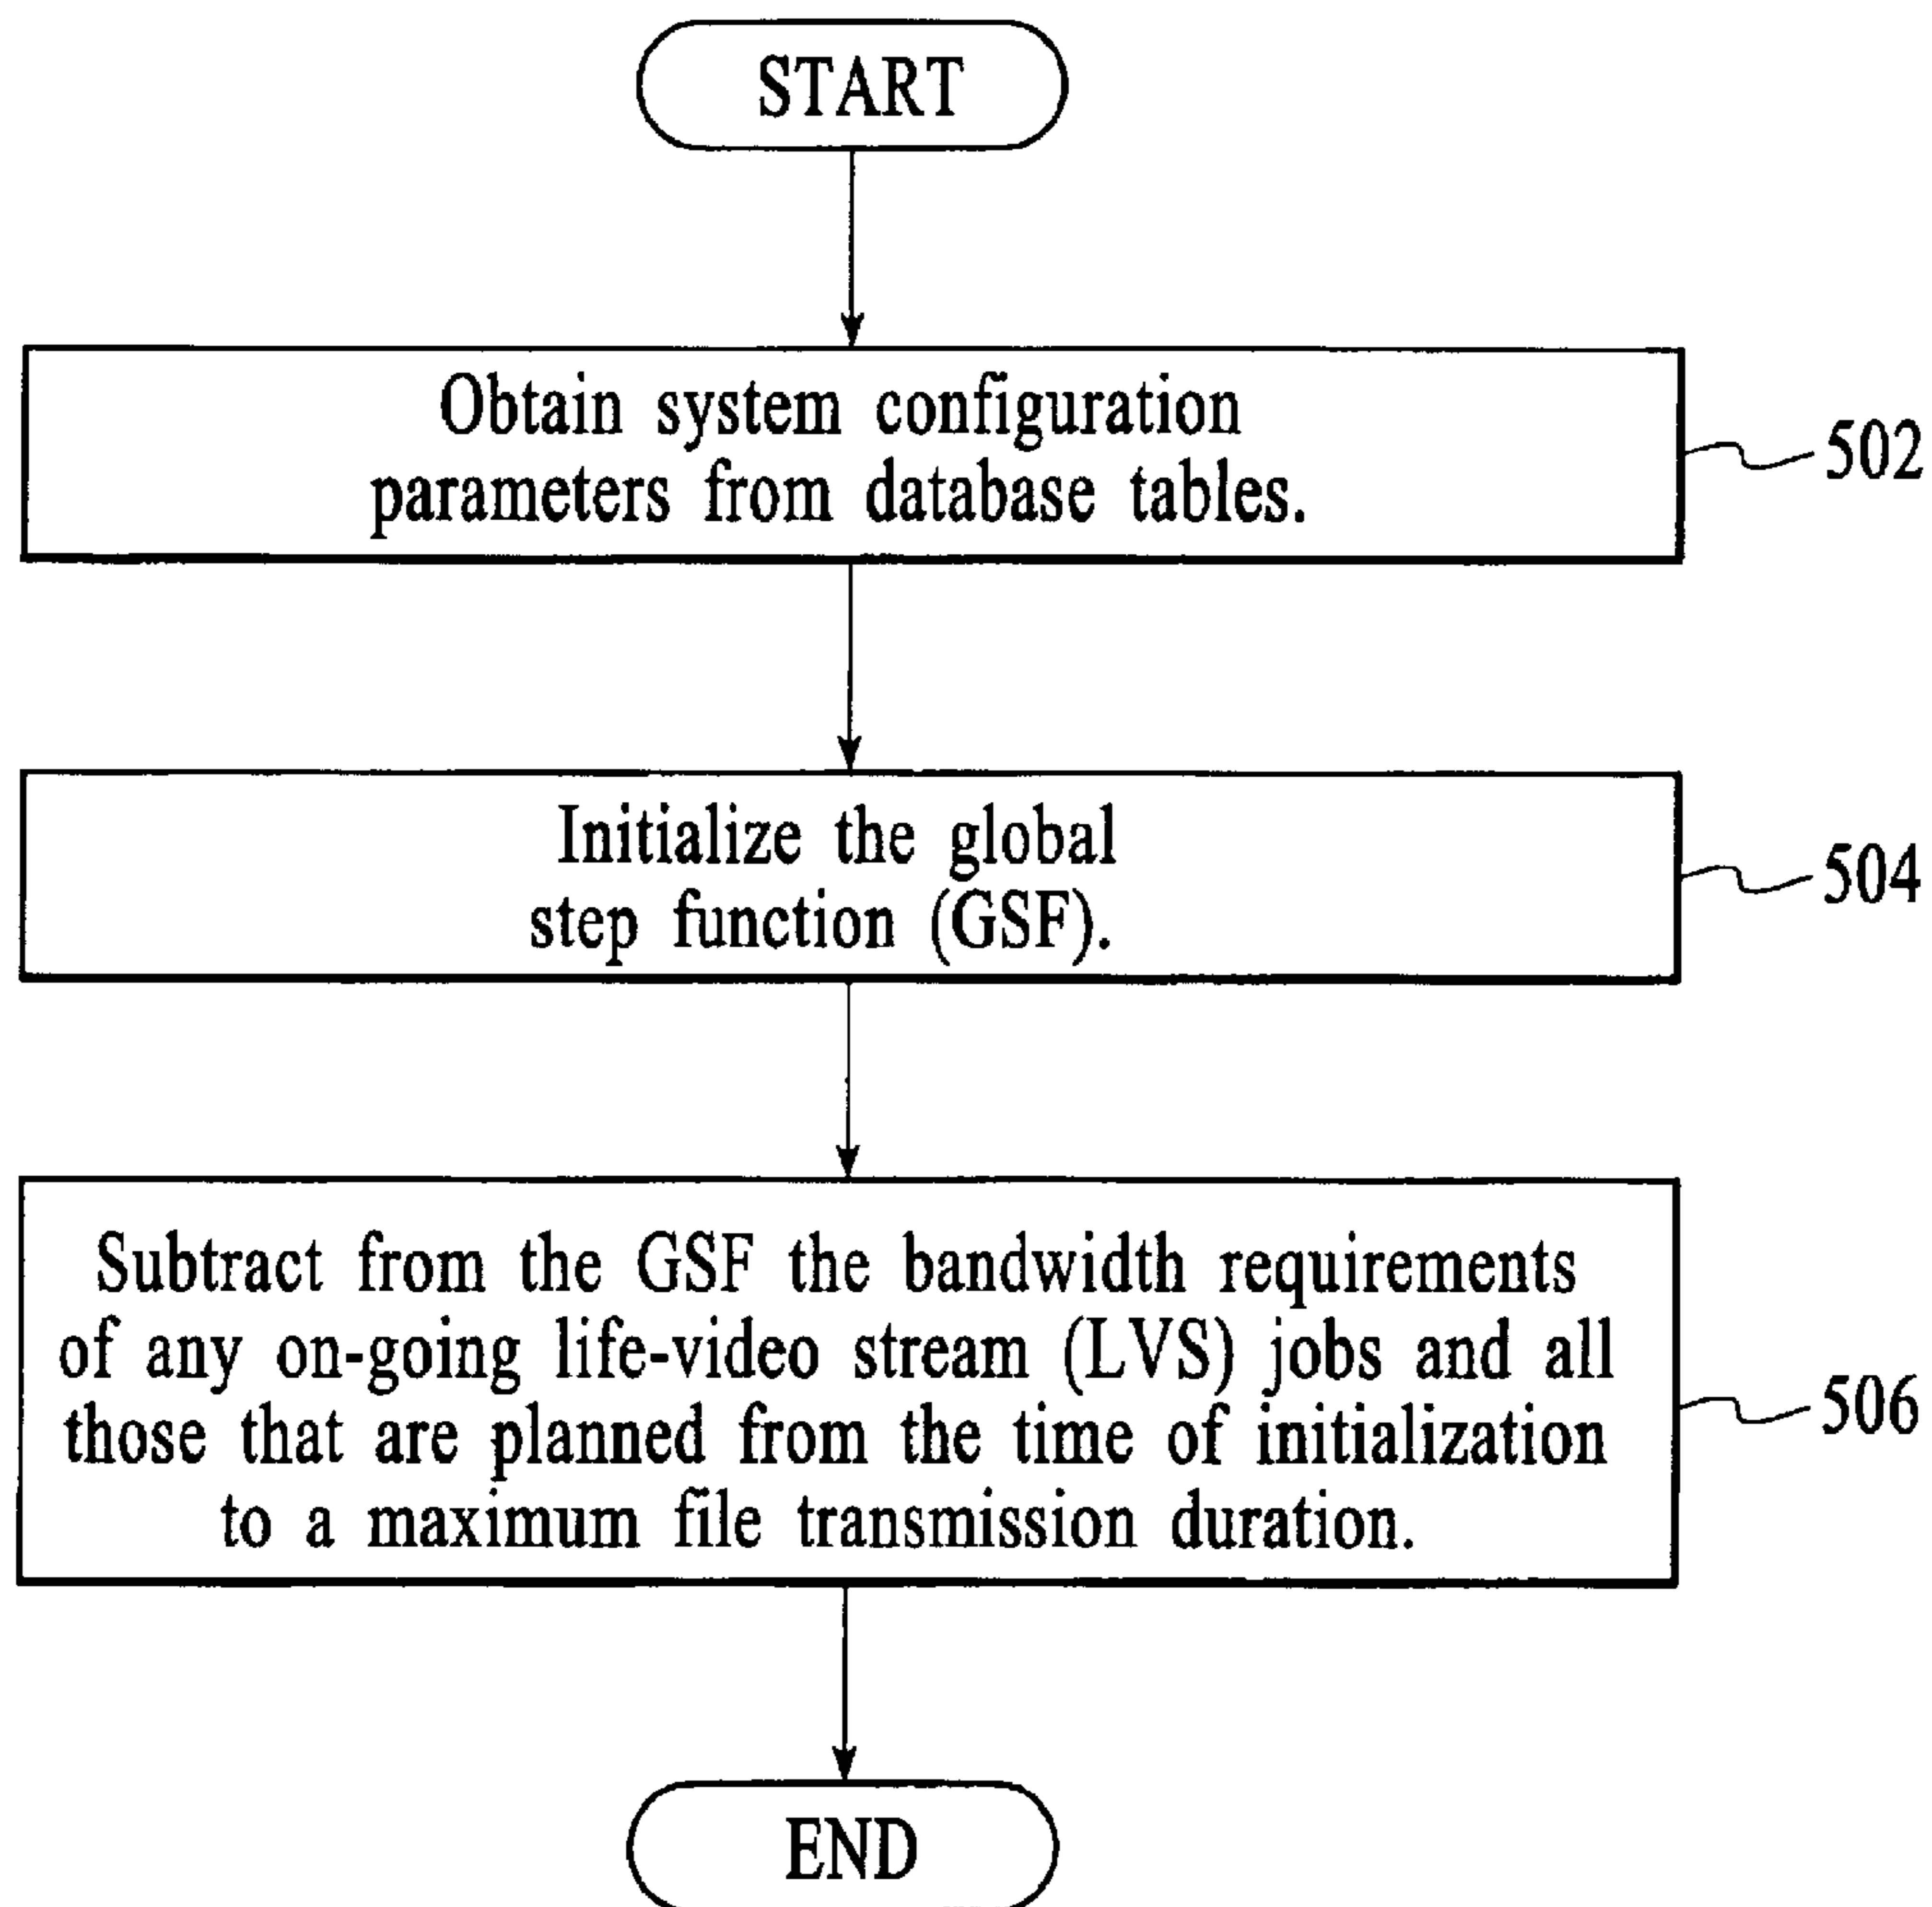 START
Obtain system configuration
parameters from database tables.
502
Initialize the global
step function (GSF).
504
Subtract from the GSF the bandwidth requirements
of any on-going life-video stream (LVS) jobs and all
those that are planned from the time of initialization
to a maximum file transmission duration.
506
END